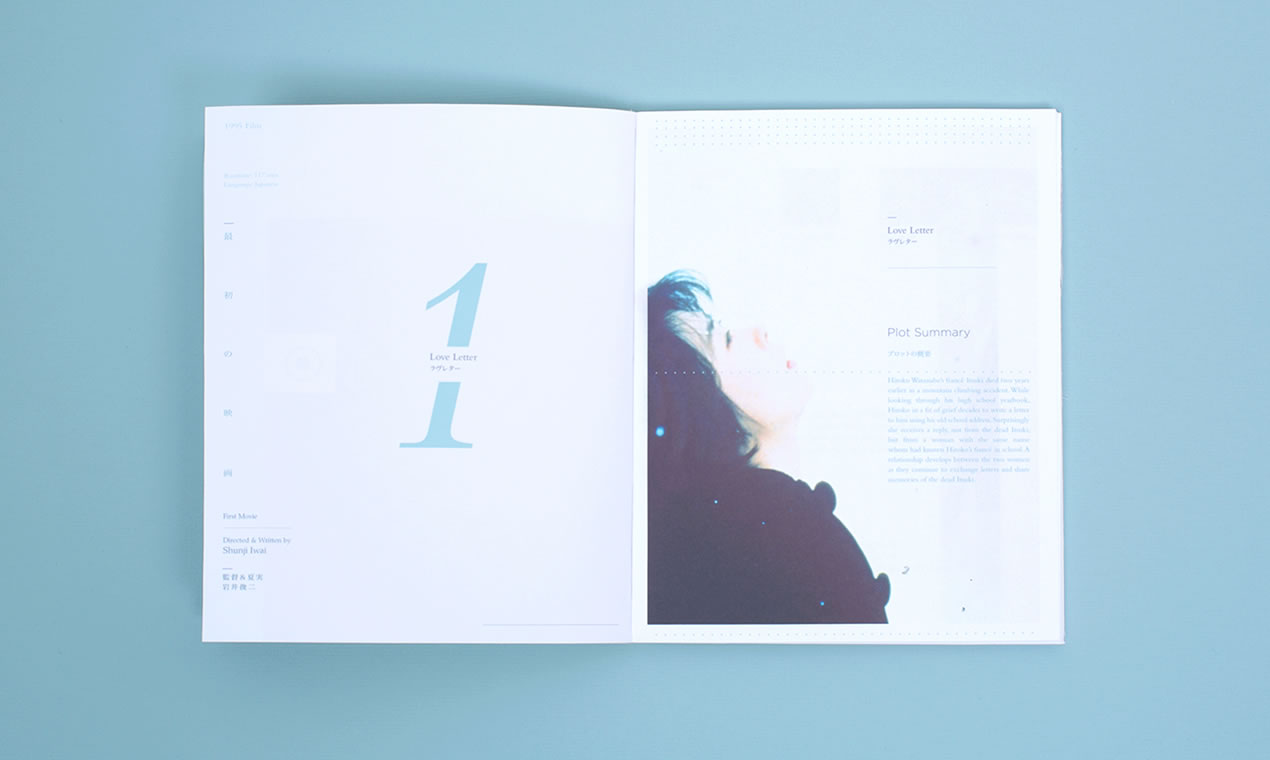 1995 Film
Runtime 117 min
Language Japanese
最
初
の
映
画
First Movie
Directed & Written by
Shunji Iwai
監督&
岩井俊二
1
Love Letter
ラヴレター
Love Letter
ラヴレター
Plot Summary
プロットの概要
Hiroko Watanabe's fiancé Itsuki died two years
earlier in a mountain climbing accident. While
looking through his high school yearbook,
Hiroko in a fit of grief decides to write a letter
to him using his old school address. Surprisingly
she receives a reply, not from the dead Itsuki,
but from a woman with the same name
whom had known Hiroko's fiancé in school. A
relationship develops between the two women
as they continue to exchange letters and share
memories of the dead Itsuki.